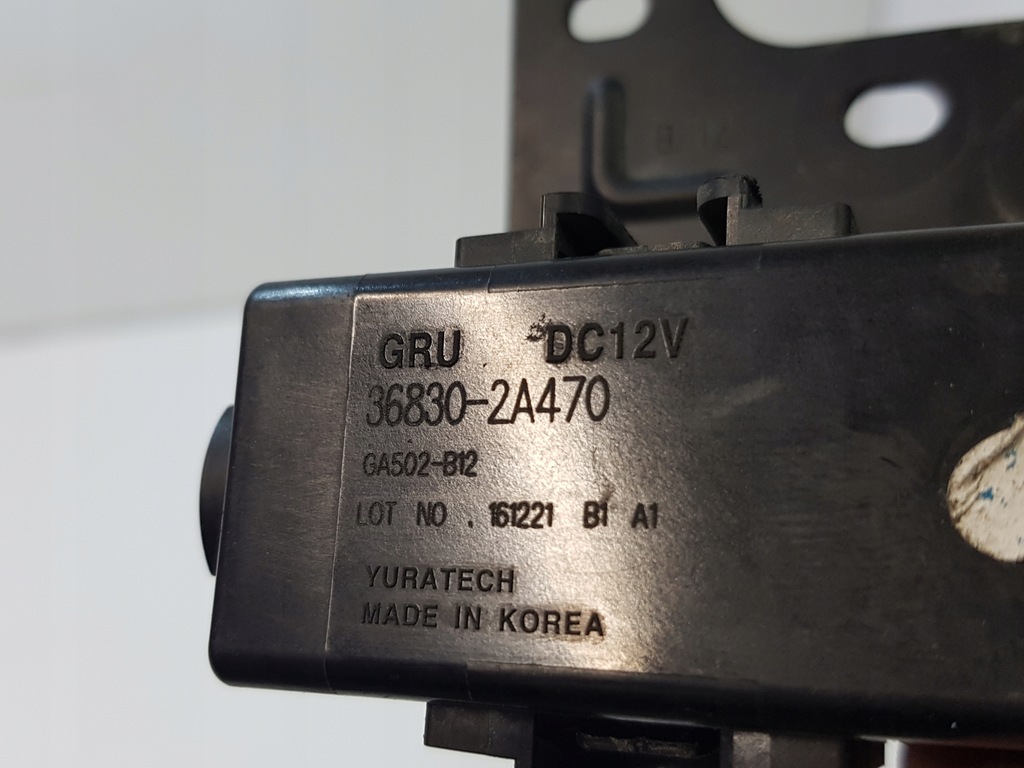 GRU DC12V
36830-2A470
GA502-B12
LOT NO . 161221 B1 A1
YURATECH
MADE IN KOREA